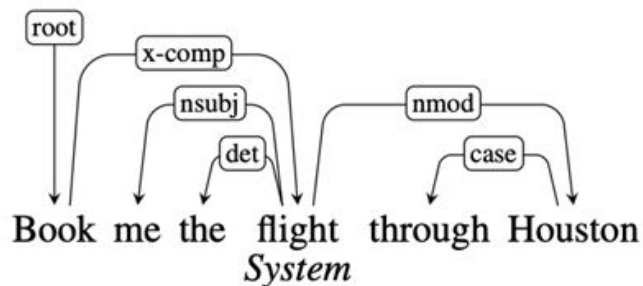 root
x-comp
nsubj
nmod
det
case
Book me the flight through Houston
System